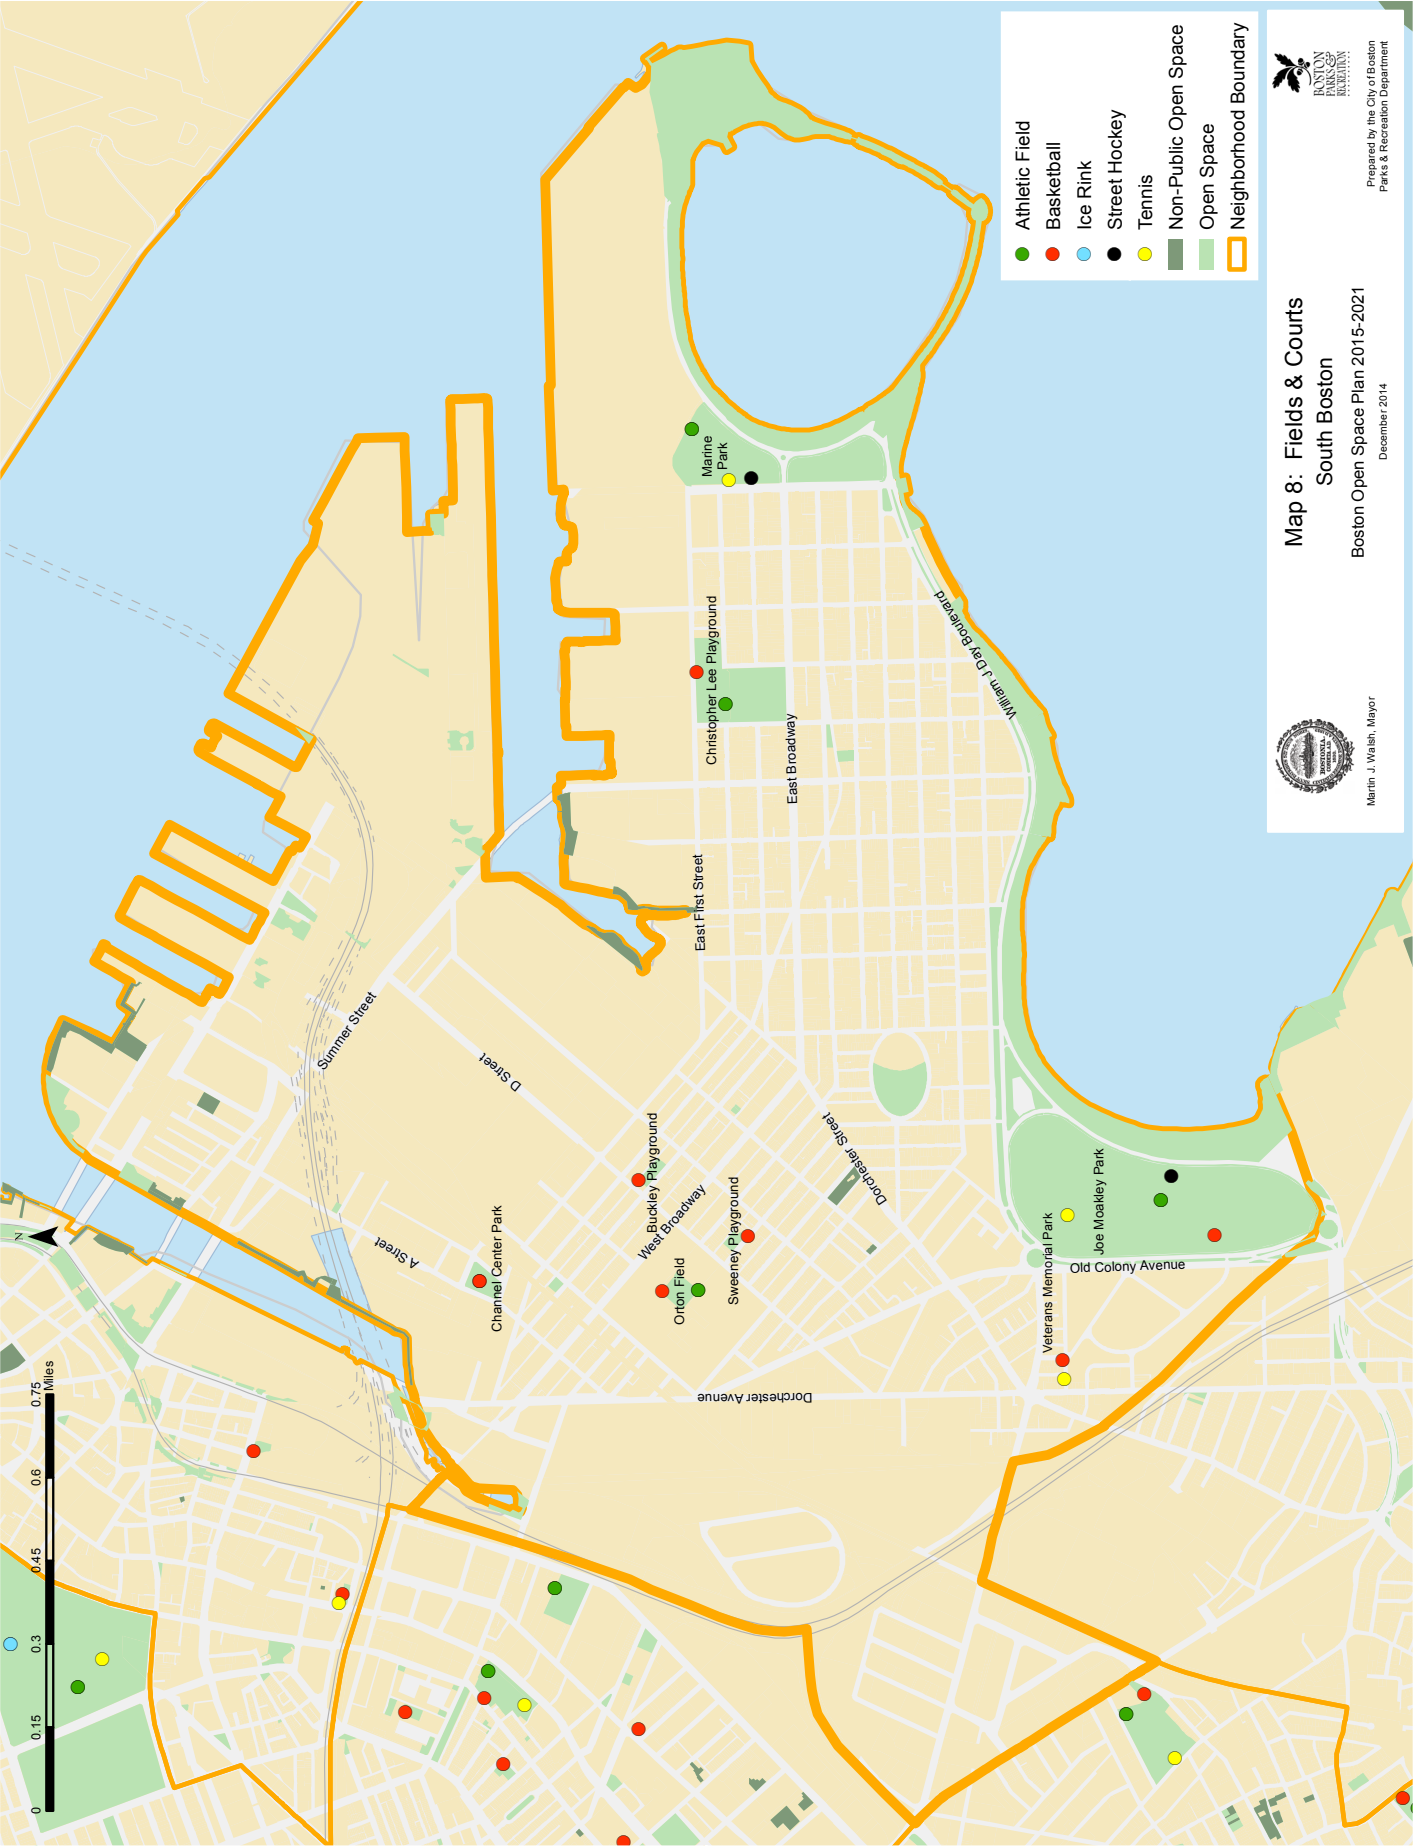 Athletic Field
Basketball
Ice Rink
Street Hockey
Tennis
Non-Public Open Space
Open Space
Neighborhood Boundary
Map 8:  Fields & Courts
South Boston
Boston Open Space Plan 2015-2021
December 2014
Martin J. Walsh, Mayor
BOSTON
PARKS &
RECREATION
Prepared by the City of Boston
Parks & Recreation Department
Marine
Park
Christopher Lee Playground
East Broadway
East First Street
William J Day Boulevard
Summer Street
D Street
A Street
Channel Center Park
Buckley Playground
West Broadway
Sweeney Playground
Orton Field
Dorchester Street
Dorchester Avenue
Joe Moakley Park
Veterans Memorial Park
Old Colony Avenue
N
0
0.15
0.3
0.45
0.6
0.75
Miles